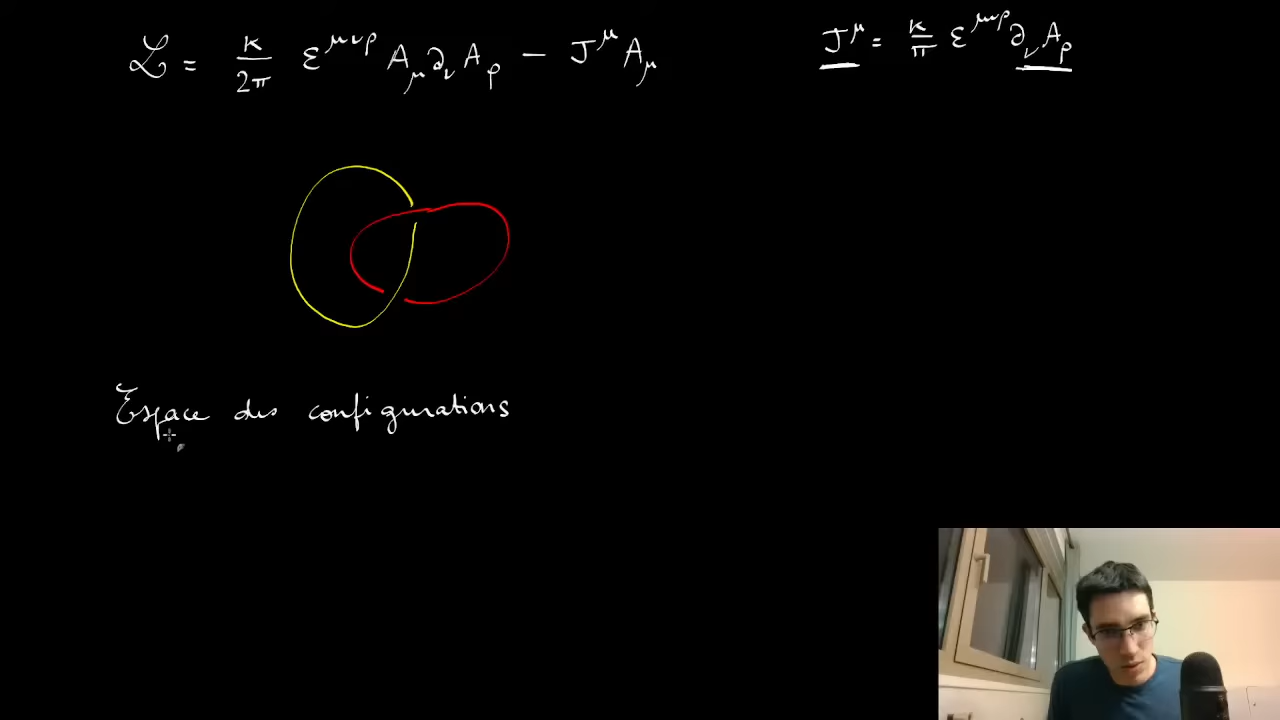 ℒ = κ/2π ε^{μνρ} A_μ ∂_ν A_ρ − J^μ A_μ
J^μ = κ/π ε^{μνρ} ∂_ν A_ρ
Espace des configurations